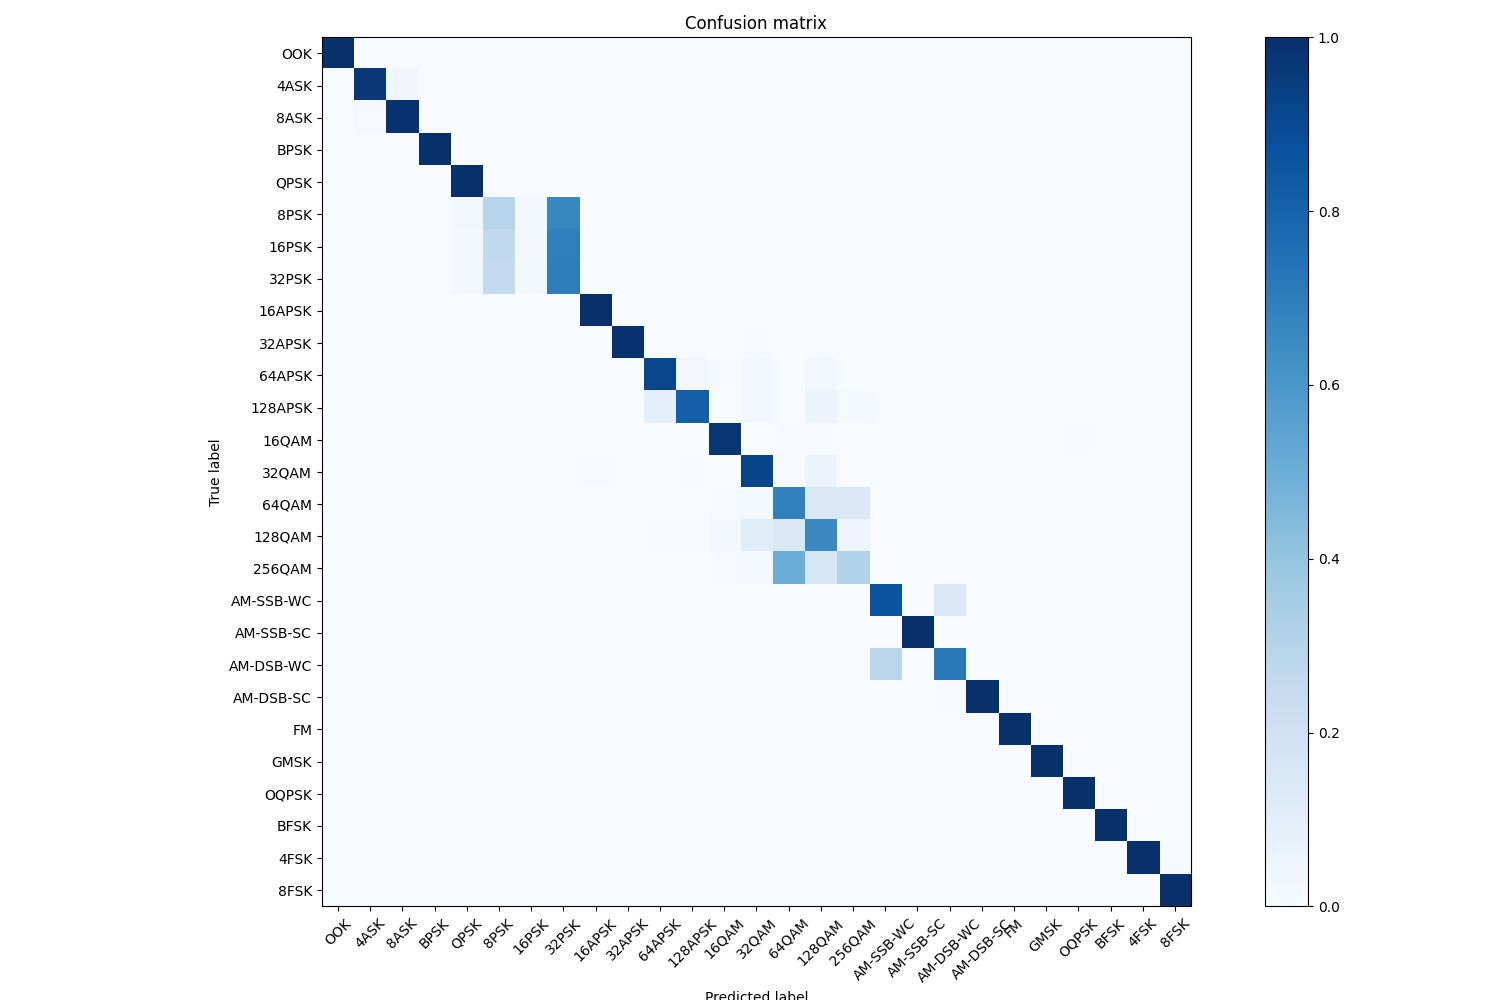 Confusion matrix
OOK
4ASK
8ASK
BPSK
QPSK
8PSK
16PSK
32PSK
16APSK
32APSK
64APSK
128APSK
16QAM
32QAM
64QAM
128QAM
256QAM
AM-SSB-WC
AM-SSB-SC
AM-DSB-WC
AM-DSB-SC
FM
GMSK
OQPSK
BFSK
4FSK
8FSK
True label
OOK
4ASK
8ASK
BPSK
QPSK
8PSK
16PSK
32PSK
16APSK
32APSK
64APSK
128APSK
16QAM
32QAM
64QAM
128QAM
256QAM
AM-SSB-WC
AM-SSB-SC
AM-DSB-WC
AM-DSB-SC
FM
GMSK
OQPSK
BFSK
4FSK
8FSK
Predicted label
1.0
0.8
0.6
0.4
0.2
0.0